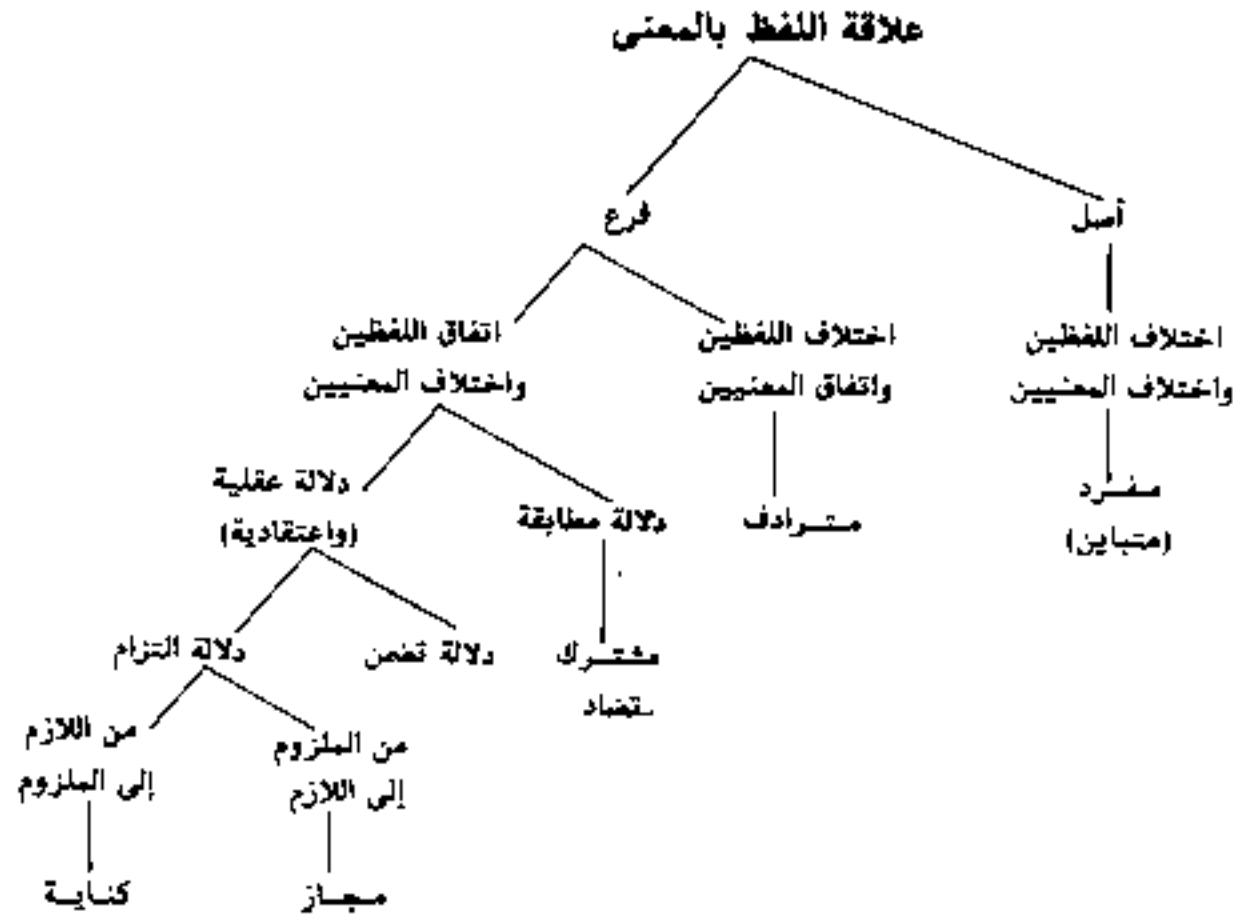 علاقة اللفظ بالمعنى
أصل
فرع
اختلاف اللفظين
واختلاف المعنيين
اختلاف اللفظين
واتفاق المعنيين
اتفاق اللفظين
واختلاف المعنيين
مفرد
(متباين)
مترادف
دلالة مطابقة
دلالة عقلية
(واعتقادية)
مشترك
تضاد
دلالة تضمن
دلالة التزام
من الملزوم
إلى اللازم
من اللازم
إلى الملزوم
مجاز
كناية